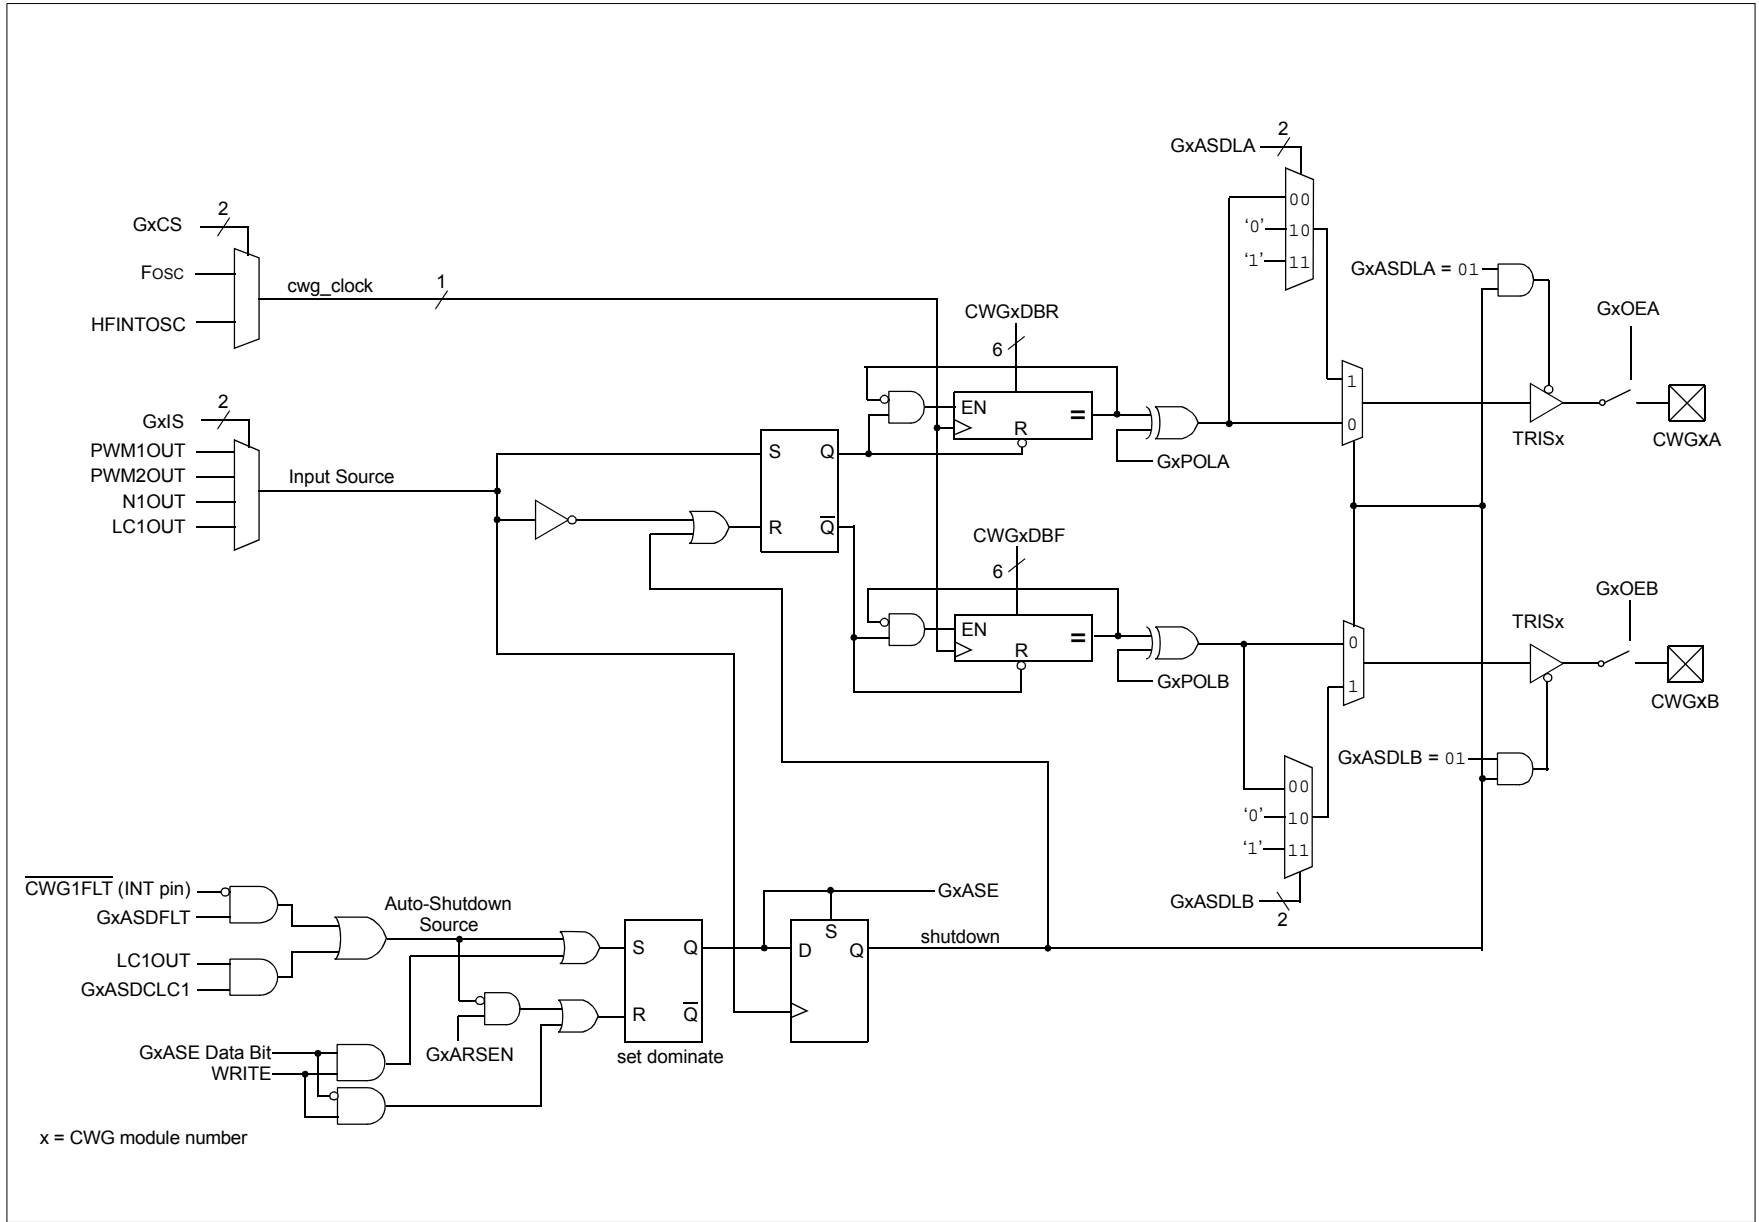 GxASDLA
2
GxCS
2
00
'0'
10
'1'
11
FOSC
cwg_clock
1
HFINTOSC
GxASDLA = 01
GxOEA
CWGxDBR
6
GxIS
2
EN
=
R
1
0
TRISx
CWGxA
PWM1OUT
PWM2OUT
N1OUT
LC1OUT
Input Source
S
Q
R
Q
GxPOLA
CWGxDBF
6
EN
=
R
GxPOLB
0
1
TRISx
GxOEB
CWGxB
GxASDLB = 01
00
'0'
10
'1'
11
GxASDLB
2
CWG1FLT (INT pin)
GxASDFLT
LC1OUT
GxASDCLC1
Auto-Shutdown
Source
S
Q
R
Q
set dominate
GxASE
S
D
Q
shutdown
GxARSEN
GxASE Data Bit
WRITE
x = CWG module number